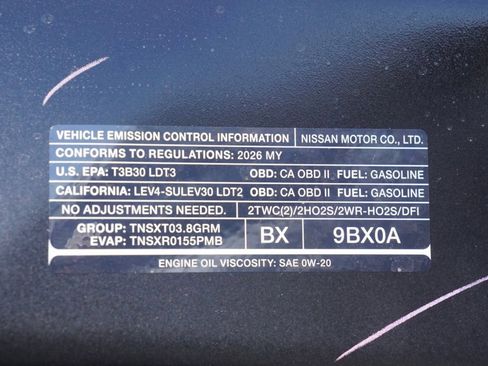 VEHICLE EMISSION CONTROL INFORMATION NISSAN MOTOR CO., LTD.
CONFORMS TO REGULATIONS: 2026 MY
U.S. EPA: T3B30 LDT3 OBD: CA OBD II FUEL: GASOLINE
CALIFORNIA: LEV4-SULEV30 LDT2 OBD: CA OBD II FUEL: GASOLINE
NO ADJUSTMENTS NEEDED. 2TWC(2)/2HO2S/2WR-HO2S/DFI
GROUP: TNSXT03.8GRM
EVAP: TNSXR0155PMB
BX 9BX0A
ENGINE OIL VISCOSITY: SAE 0W-20